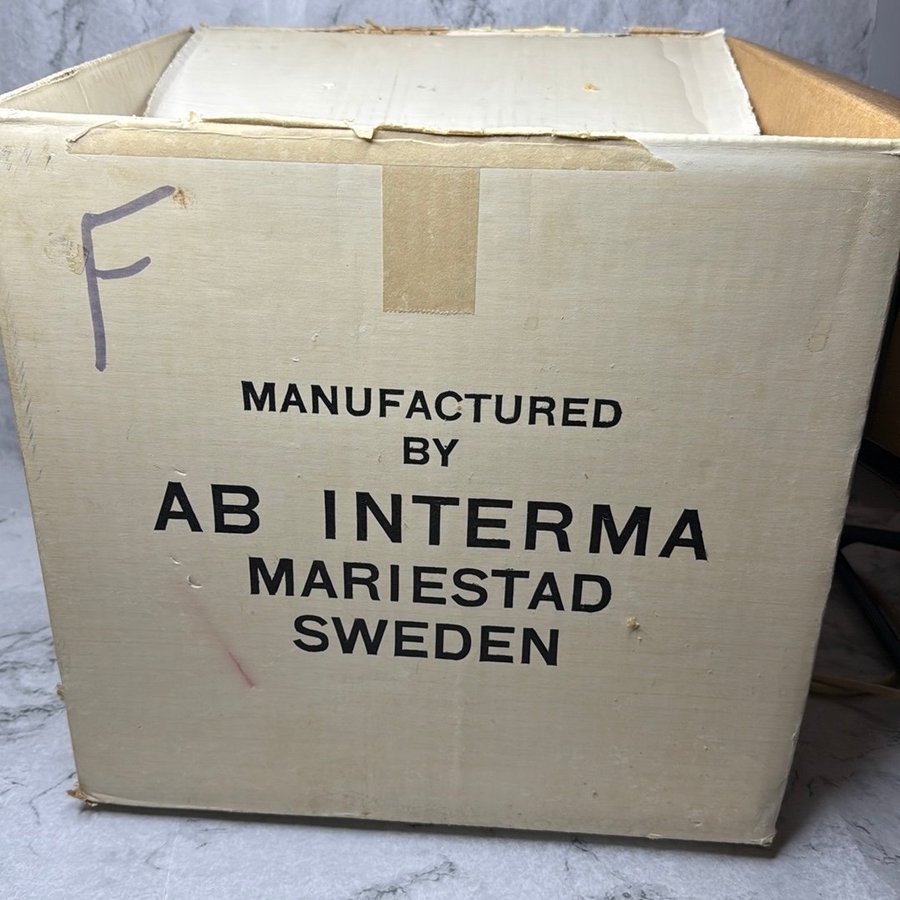 F
MANUFACTURED
BY
AB INTERMA
MARIESTAD
SWEDEN